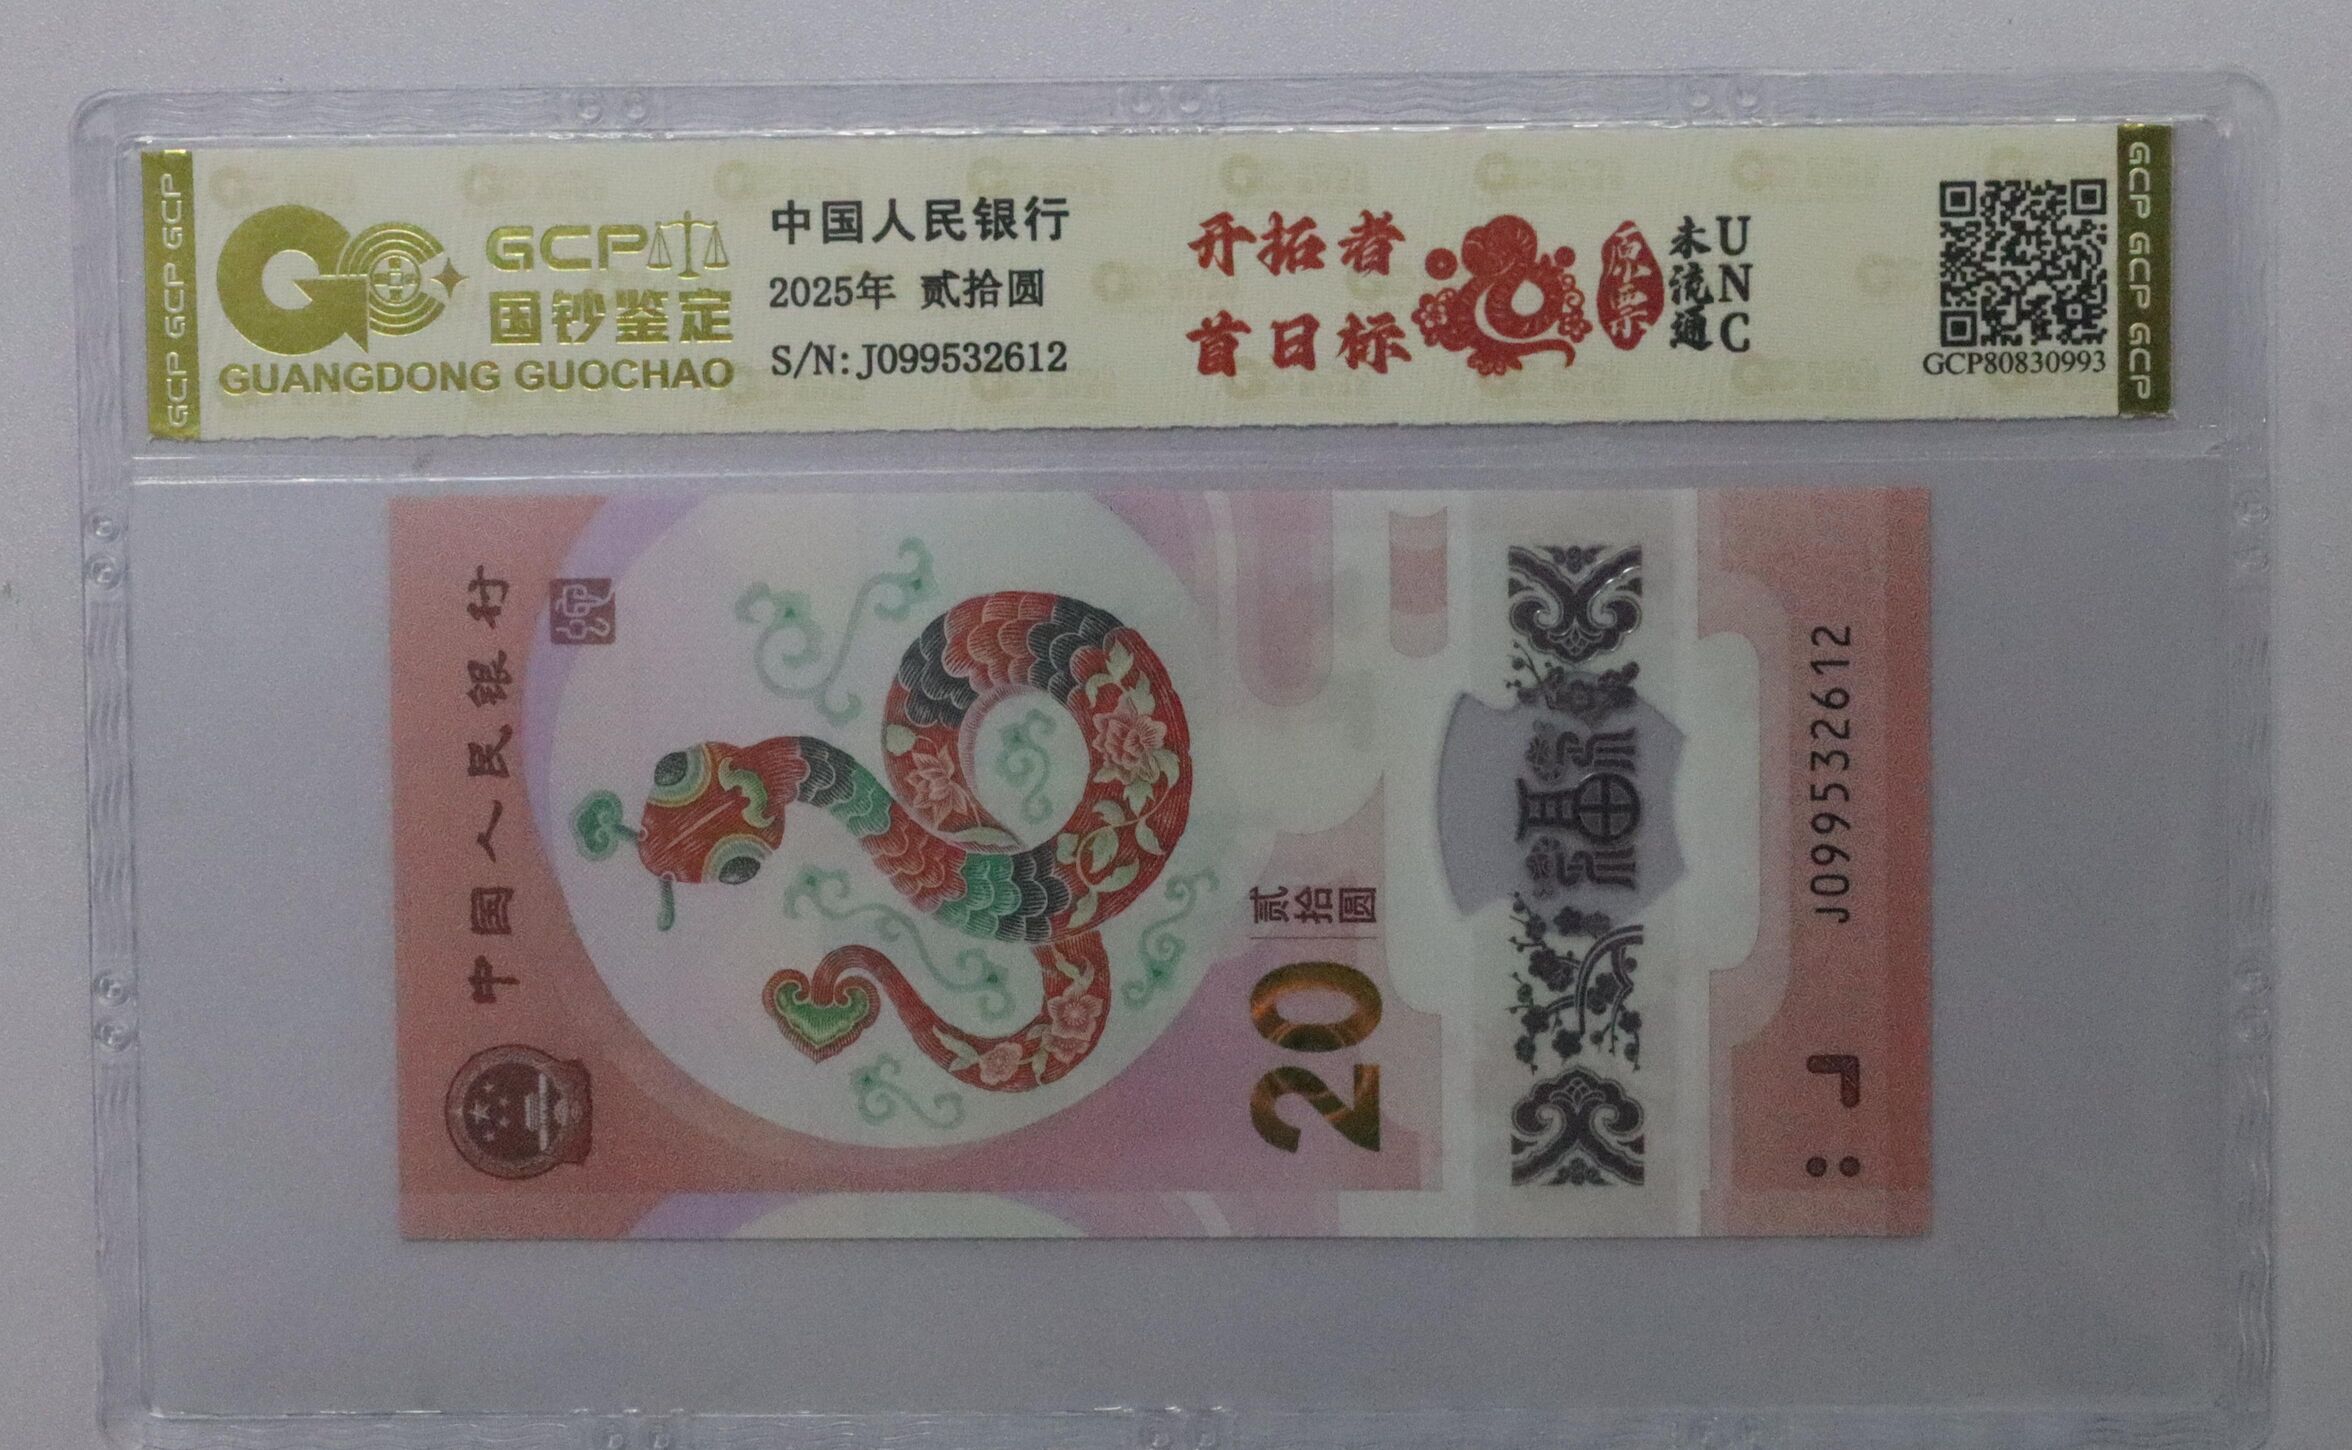 GCP GCP GCP
GCP
国钞鉴定
GUANGDONG GUOCHAO
中国人民银行
2025年 贰拾圆
S/N:J099532612
开拓者
首日标
原票
未流通
UNC
GCP80830993
GCP GCP GCP
中国人民银行
贰拾圆
20
福
J099532612